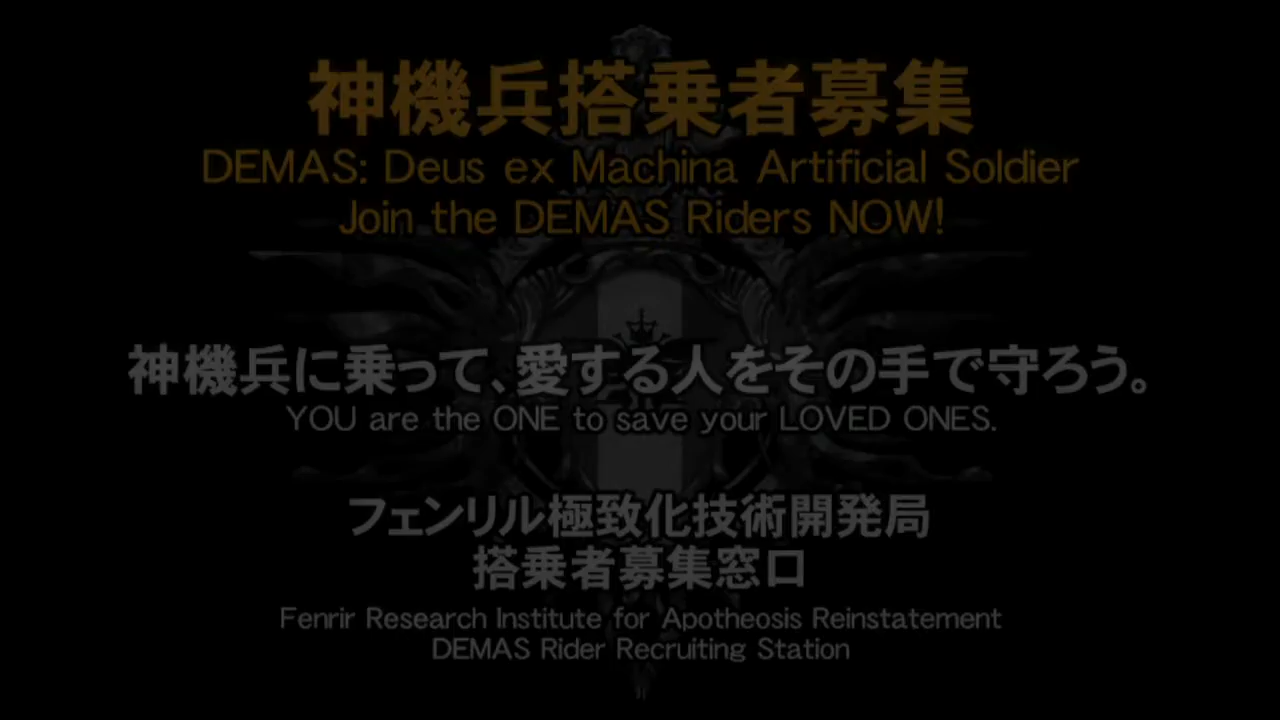 神機兵搭乗者募集
DEMAS: Deus ex Machina Artificial Soldier
Join the DEMAS Riders NOW!
神機兵に乗って、愛する人をその手で守ろう。
YOU are the ONE to save your LOVED ONES.
フェンリル極致化技術開発局
搭乗者募集窓口
Fenrir Research Institute for Apotheosis Reinstatement
DEMAS Rider Recruiting Station